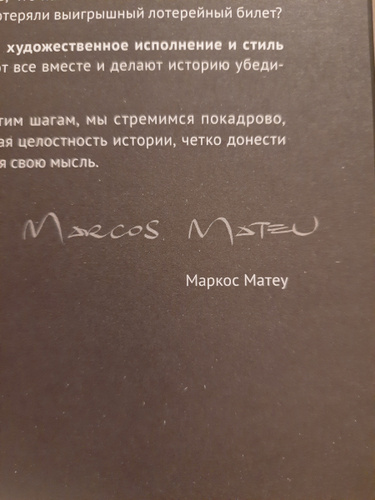 отеряли выигрышный лотерейный билет?
художественное исполнение и стиль
от все вместе и делают историю убеди-
тим шагам, мы стремимся покадрово,
ая целостность истории, четко донести
я свою мысль.
Marcos Mateu
Маркос Матеу